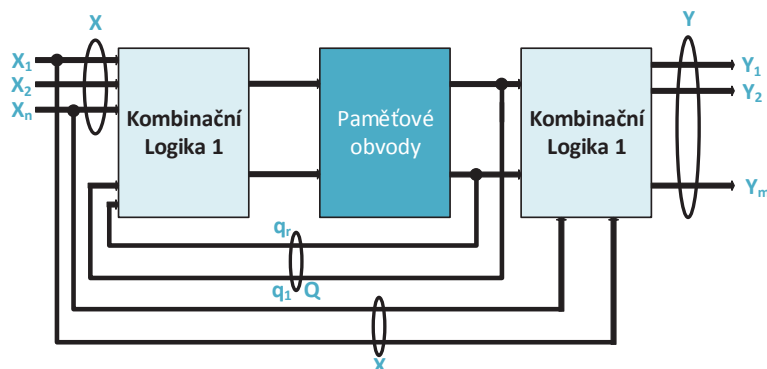 X
Y
X1
X2
Xn
Kombinační
Logika 1
Paměťové
obvody
Kombinační
Logika 1
Y1
Y2
Ym
qr
q1 Q
X